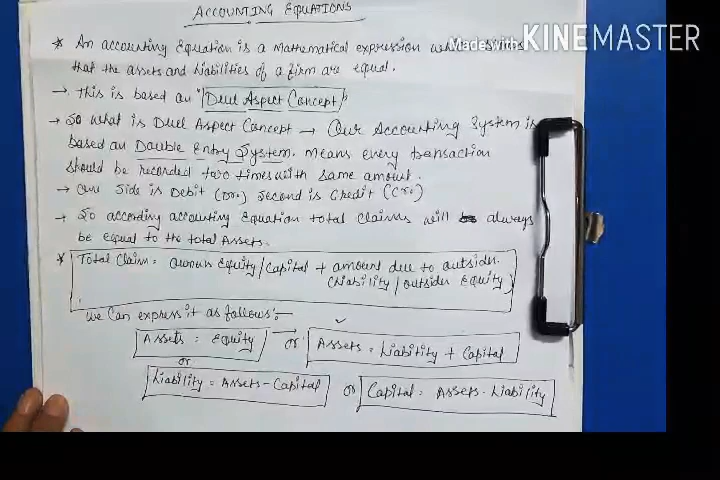 ACCOUNTING EQUATIONS
Made with KINEMASTER
* An accounting Equation is a Mathematical expression which shows
that the assets and liabilities of a firm are equal.
→ This is based on "Duel Aspect Concept"
→ So what is Duel Aspect Concept → Our Accounting System is
based on Double Entry System. Means every transaction
should be recorded two times with same amount.
→ One Side is Debit (Dr.) Second is Credit (Cr.)
→ So according accounting Equation total claims will always
be equal to the total Assets.
* Total Claim = owners Equity/Capital + amount due to outsider.
(Liability/outsider Equity)
we can express it as follows:-
Assets = Equity → or Assets = Liability + Capital
or
Liability = Assets - Capital or Capital = Assets - Liability